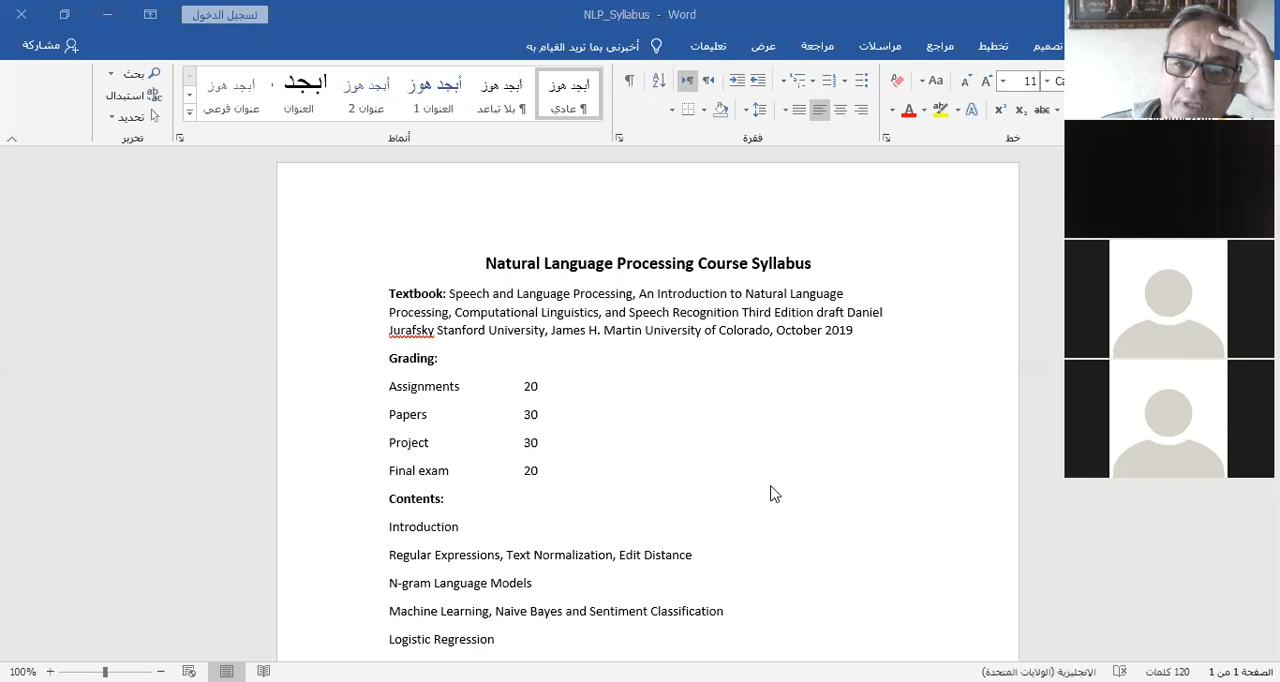 تسجيل الدخول
NLP_Syllabus - Word
مشاركة
أخبرني بما تريد القيام به
تعليمات
عرض
مراجعة
مراسلات
مراجع
تخطيط
تصميم
بحث
استبدال
تحديد
تحرير
أبجد هوز
عنوان فرعي
أبجد
العنوان
أبجد هوز
عنوان 2
أبجد هوز
العنوان 1
أبجد هوز
¶ بلا تباعد
أبجد هوز
¶ عادي
أنماط
فقرة
Aa
11
Ca
خط
Natural Language Processing Course Syllabus
Textbook: Speech and Language Processing, An Introduction to Natural Language
Processing, Computational Linguistics, and Speech Recognition Third Edition draft Daniel
Jurafsky Stanford University, James H. Martin University of Colorado, October 2019
Grading:
Assignments 20
Papers 30
Project 30
Final exam 20
Contents:
Introduction
Regular Expressions, Text Normalization, Edit Distance
N-gram Language Models
Machine Learning, Naive Bayes and Sentiment Classification
Logistic Regression
100%
الإنجليزية (الولايات المتحدة)
120 كلمات
الصفحة 1 من 1